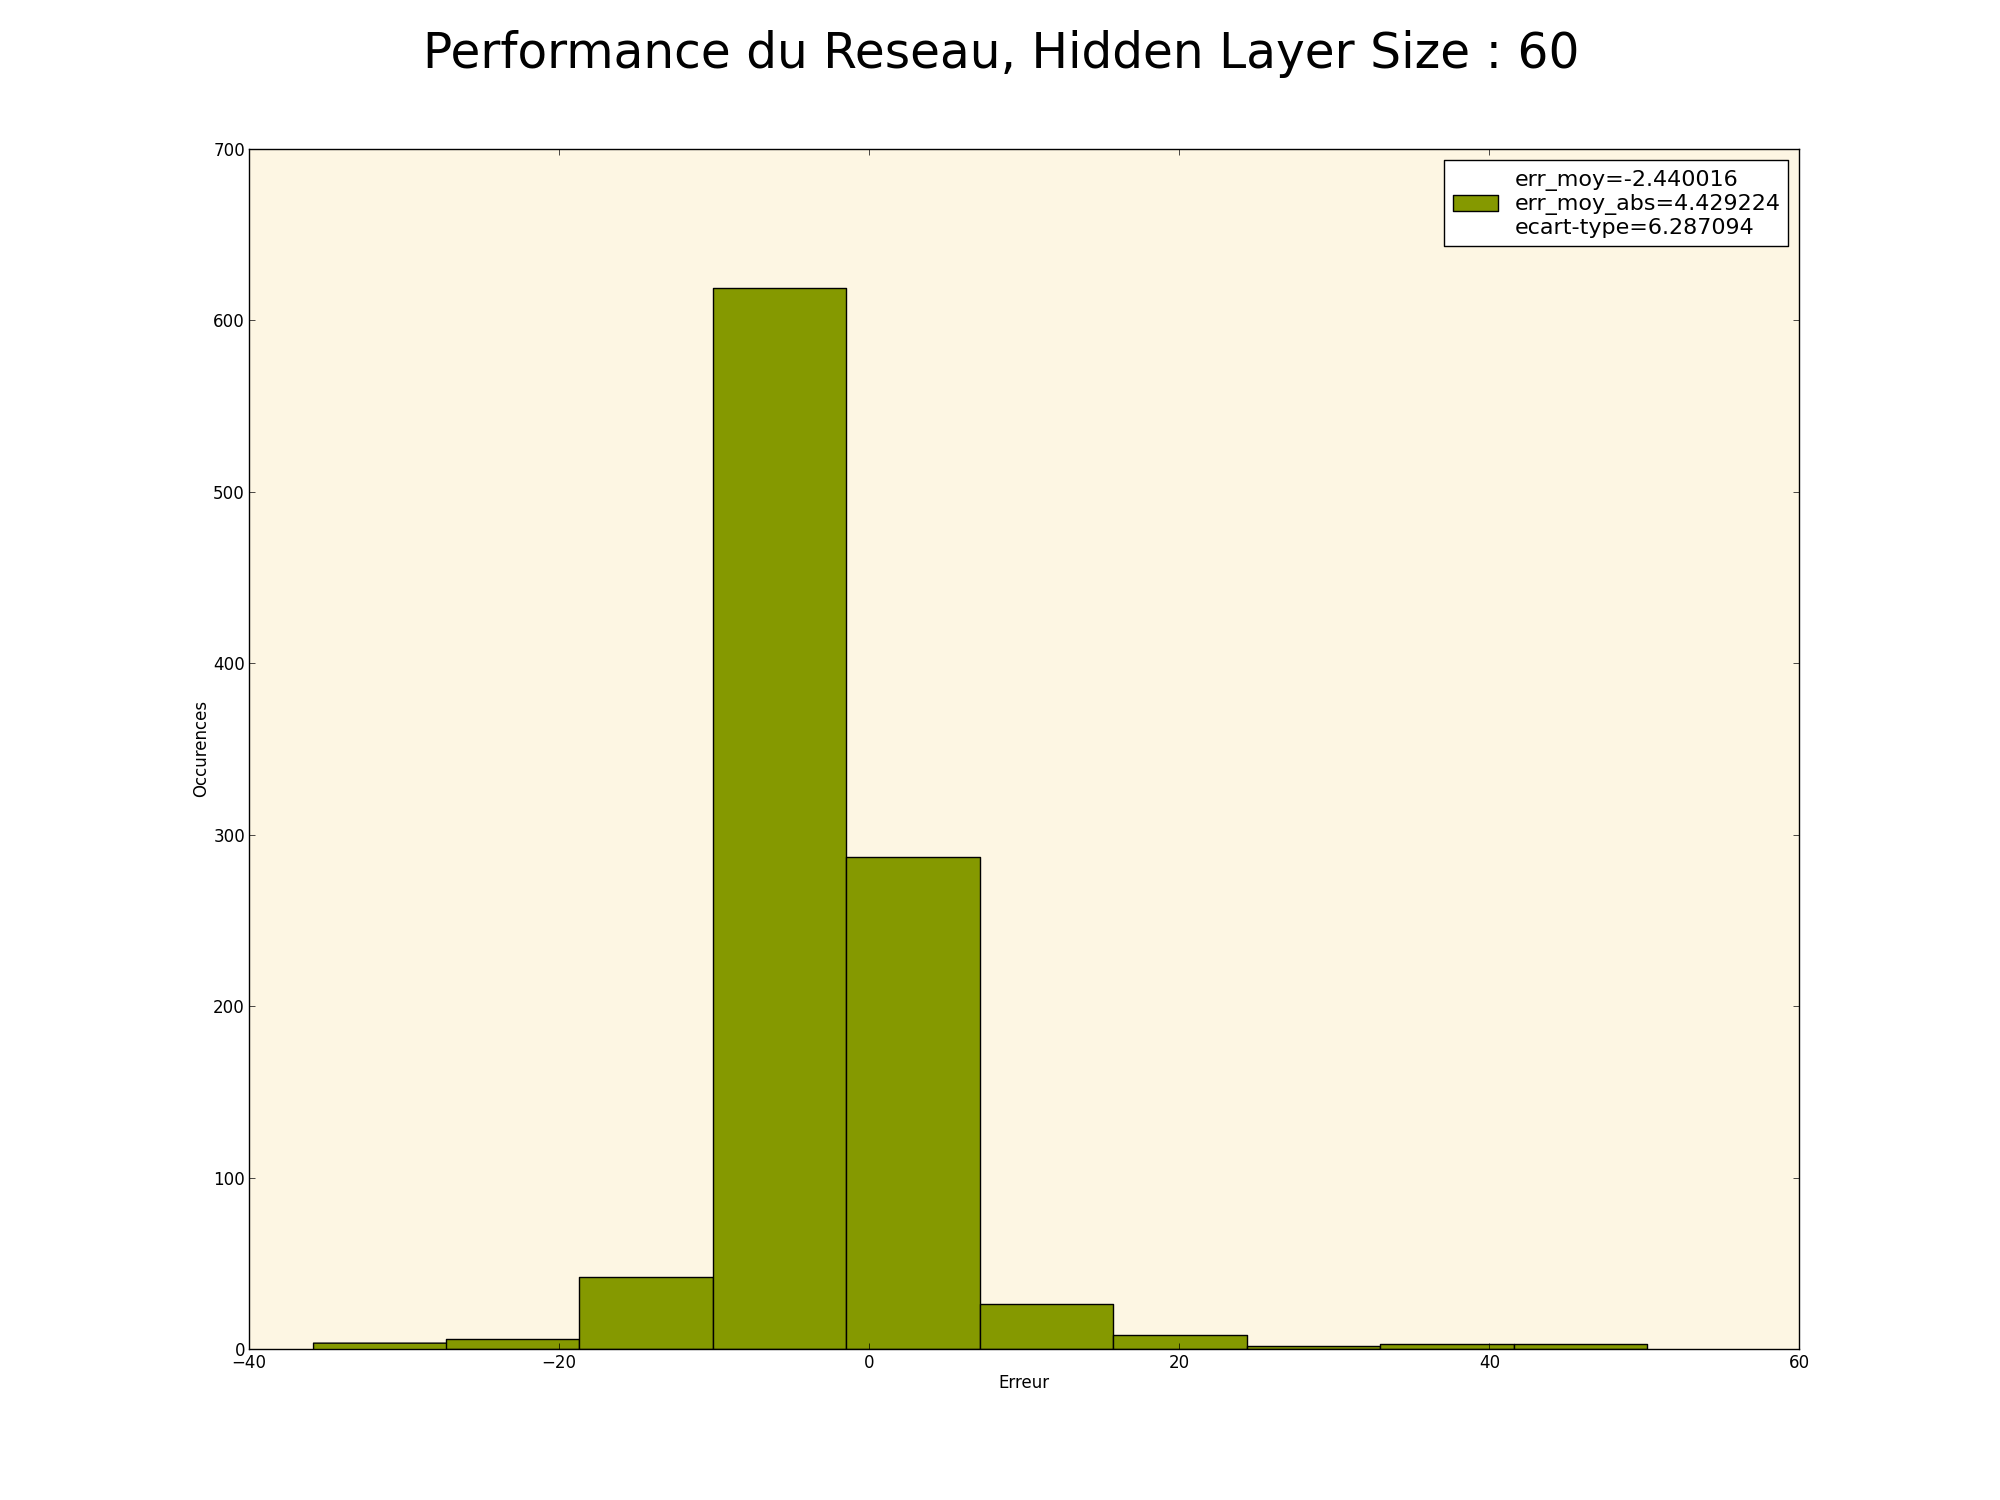 Performance du Reseau, Hidden Layer Size : 60
700
600
500
400
300
200
100
0
err_moy=-2.440016
err_moy_abs=4.429224
ecart-type=6.287094
Occurences
−40 −20 0 20 40 60
Erreur